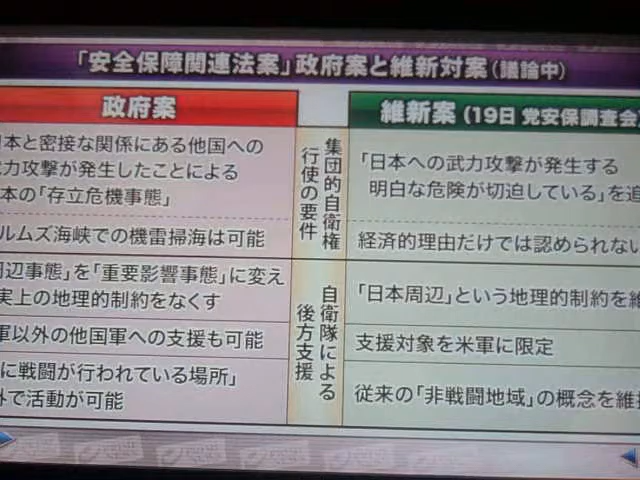 「安全保障関連法案」政府案と維新対案(議論中)
政府案
維新案(19日 党安保調査会)
本と密接な関係にある他国への
力攻撃が発生したことによる
本の「存立危機事態」
ルムズ海峡での機雷掃海は可能
集団的自衛権
行使の要件
「日本への武力攻撃が発生する
明白な危険が切迫している」を追
経済的理由だけでは認められない
辺事態」を「重要影響事態」に変え
実上の地理的制約をなくす
軍以外の他国軍への支援も可能
に戦闘が行われている場所」
外で活動が可能
自衛隊による
後方支援
「日本周辺」という地理的制約を維
支援対象を米軍に限定
従来の「非戦闘地域」の概念を維